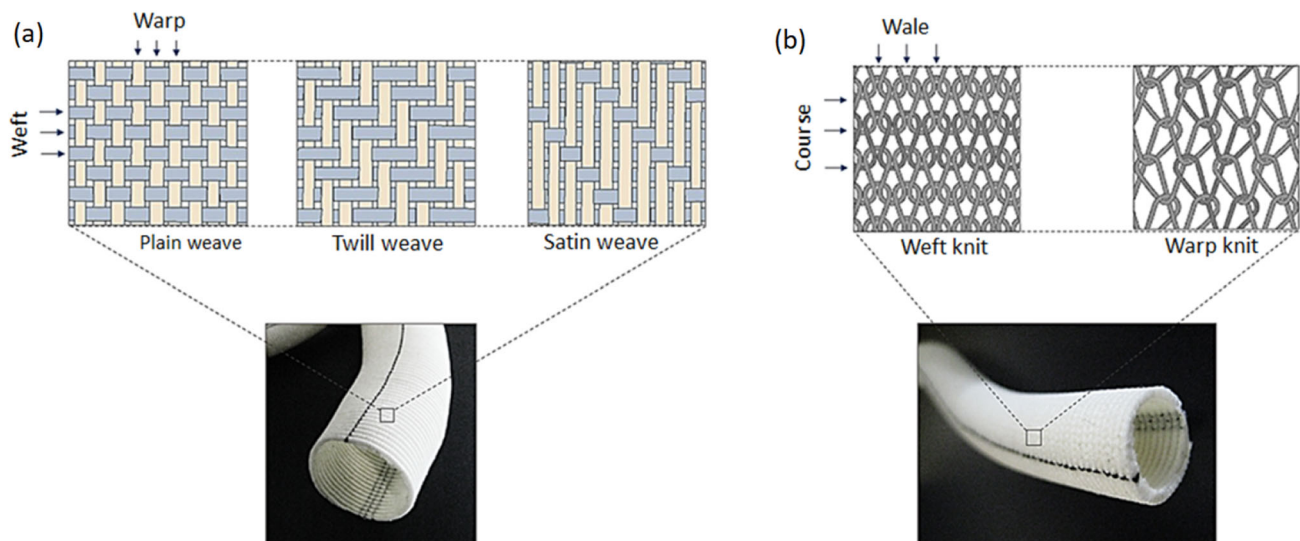 (a)
Warp
Weft
Plain weave
Twill weave
Satin weave
(b)
Wale
Course
Weft knit
Warp knit